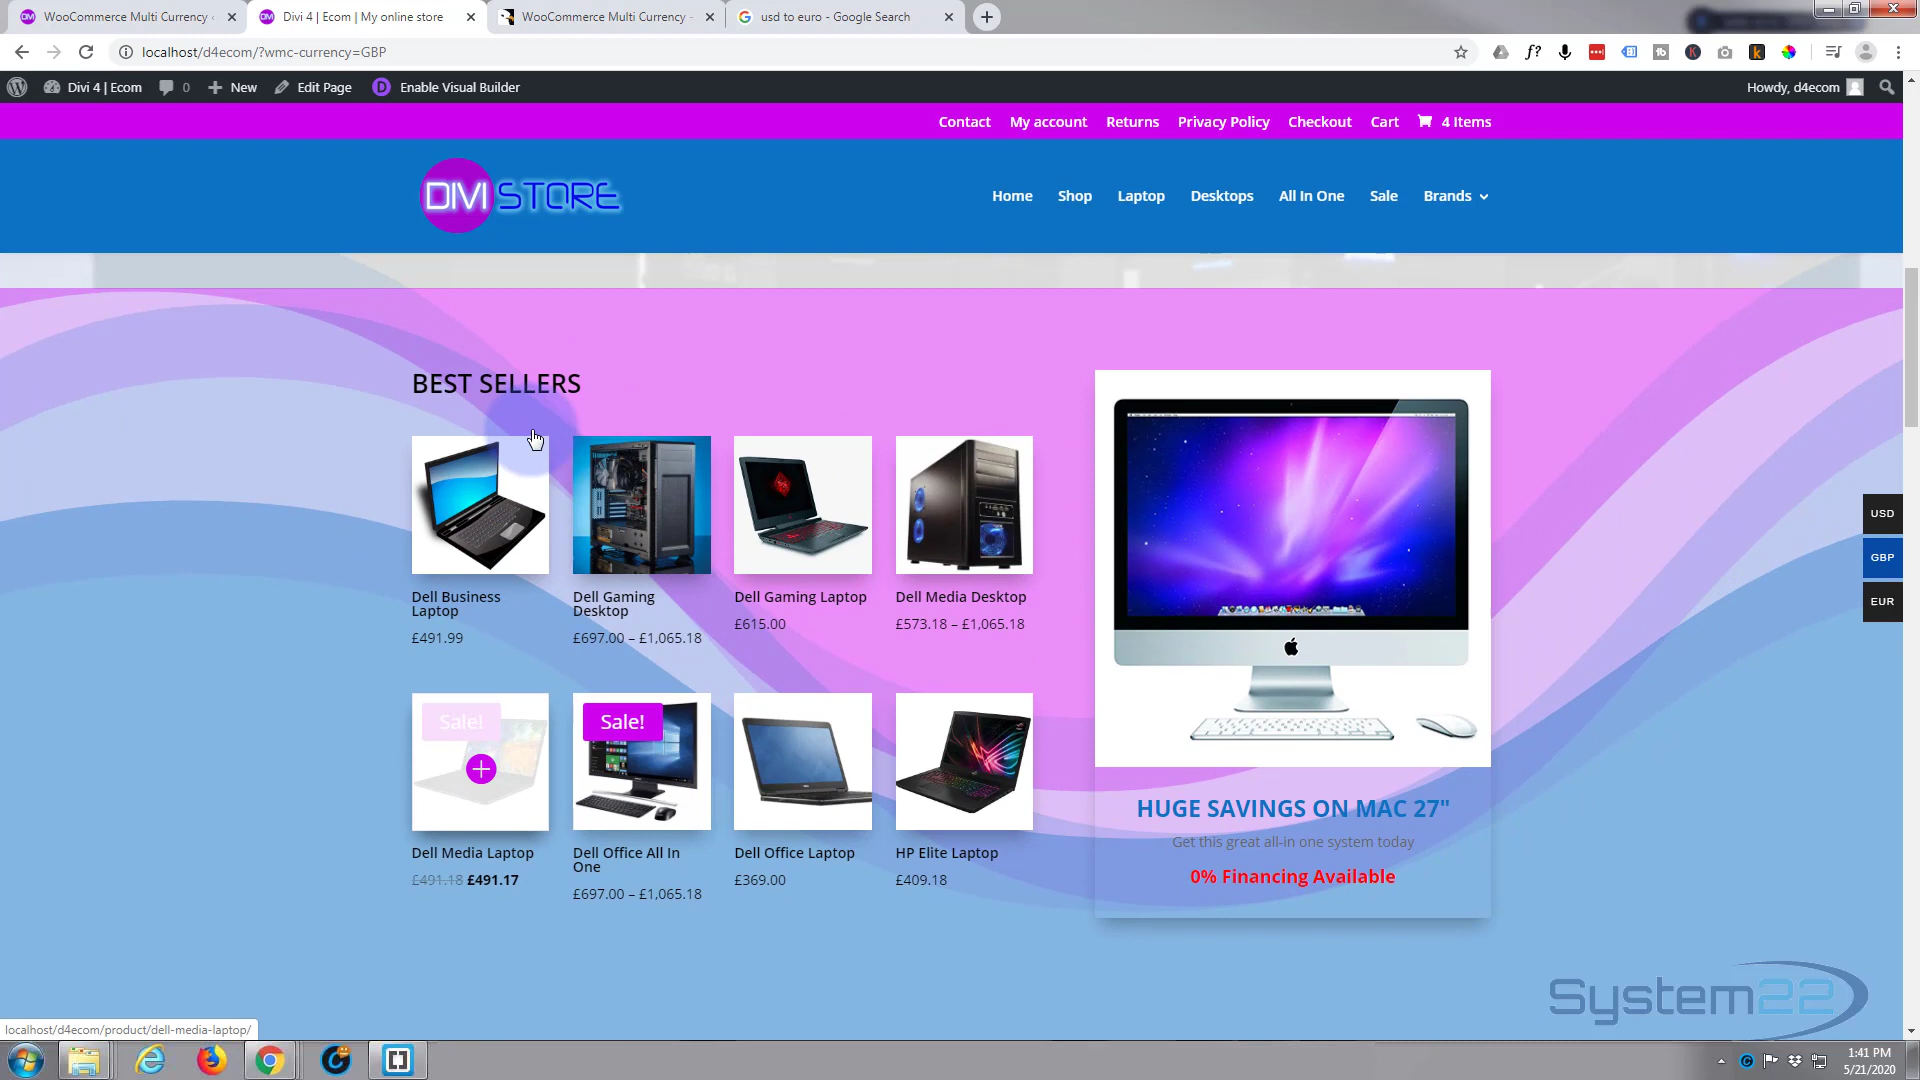 WooCommerce Multi Currency
Divi 4 | Ecom | My online store
WooCommerce Multi Currency -
usd to euro - Google Search
localhost/d4ecom/?wmc-currency=GBP
Divi 4 | Ecom
0
New
Edit Page
Enable Visual Builder
Howdy, d4ecom
Contact
My account
Returns
Privacy Policy
Checkout
Cart
4 Items
DIVI STORE
Home
Shop
Laptop
Desktops
All In One
Sale
Brands
BEST SELLERS
Dell Business
Laptop
£491.99
Dell Gaming
Desktop
£697.00 – £1,065.18
Dell Gaming Laptop
£615.00
Dell Media Desktop
£573.18 – £1,065.18
Sale!
Dell Media Laptop
£491.18 £491.17
Sale!
Dell Office All In
One
£697.00 – £1,065.18
Dell Office Laptop
£369.00
HP Elite Laptop
£409.18
HUGE SAVINGS ON MAC 27"
Get this great all-in one system today
0% Financing Available
USD
GBP
EUR
System22
localhost/d4ecom/product/dell-media-laptop/
1:41 PM
5/21/2020